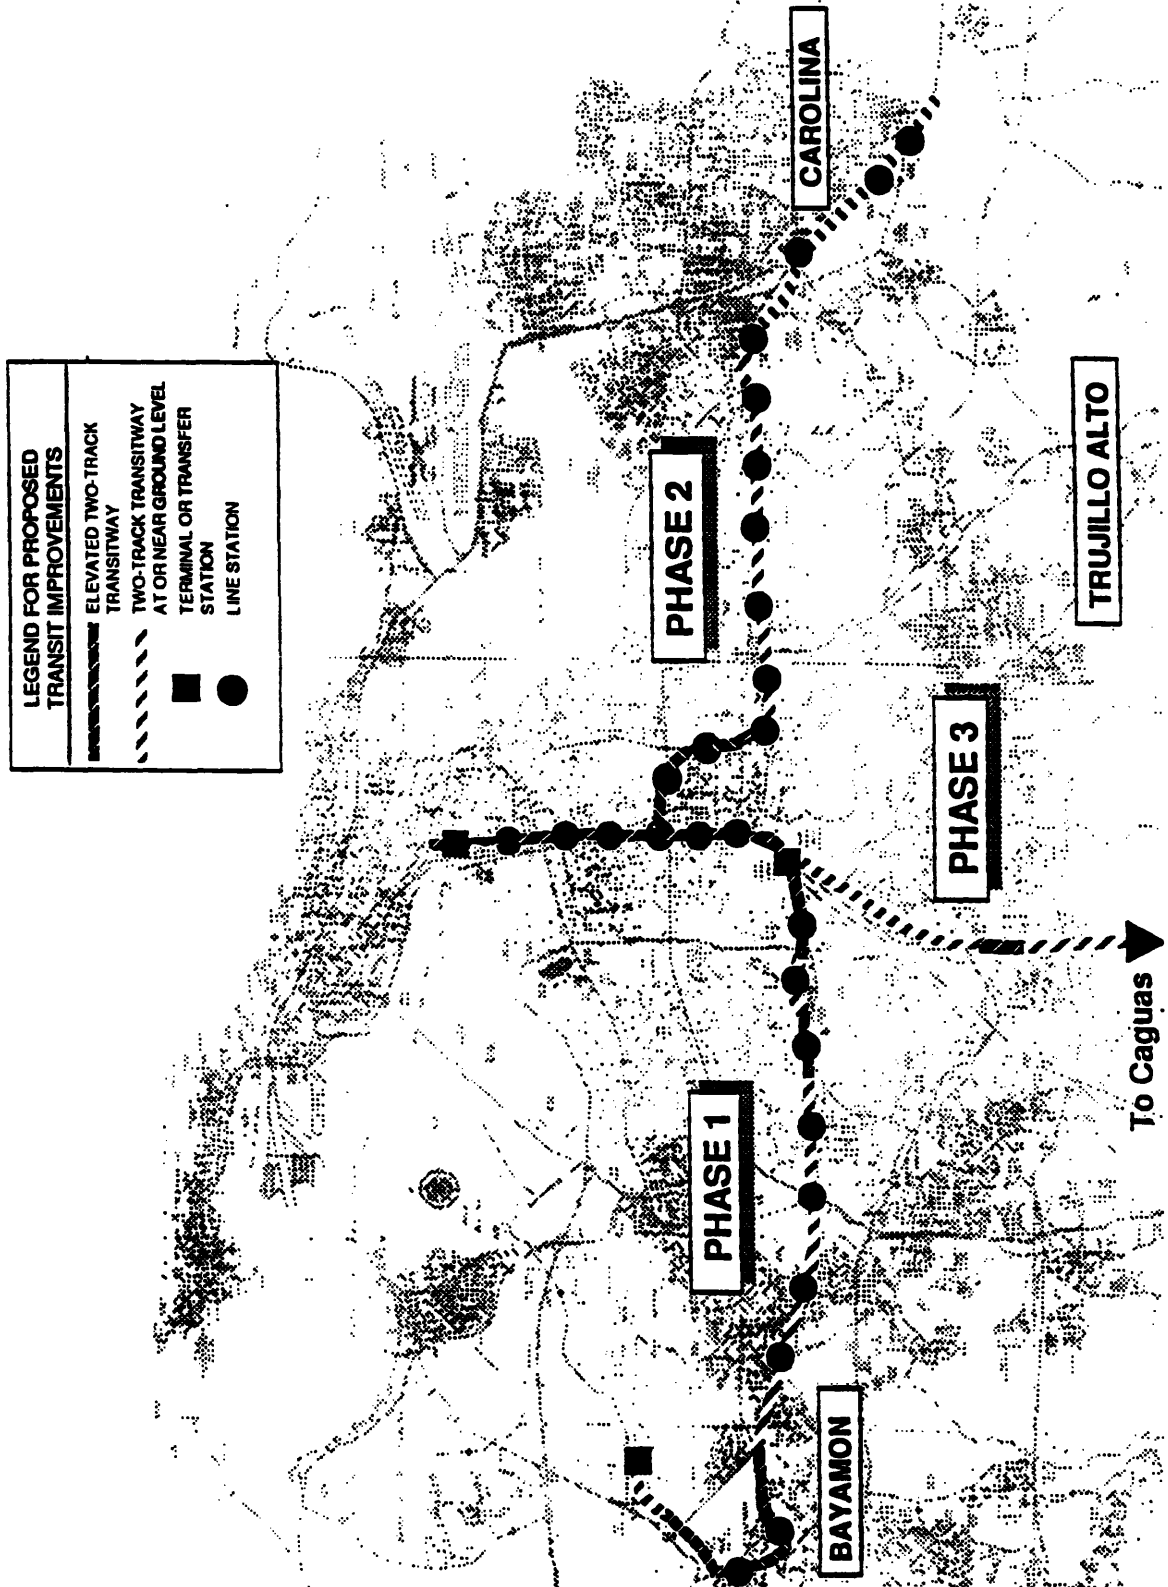 LEGEND FOR PROPOSED
TRANSIT IMPROVEMENTS
ELEVATED TWO-TRACK
TRANSITWAY
TWO-TRACK TRANSITWAY
AT OR NEAR GROUND LEVEL
TERMINAL OR TRANSFER
STATION
LINE STATION
CAROLINA
PHASE 2
TRUJILLO ALTO
PHASE 3
PHASE 1
To Caguas
BAYAMON